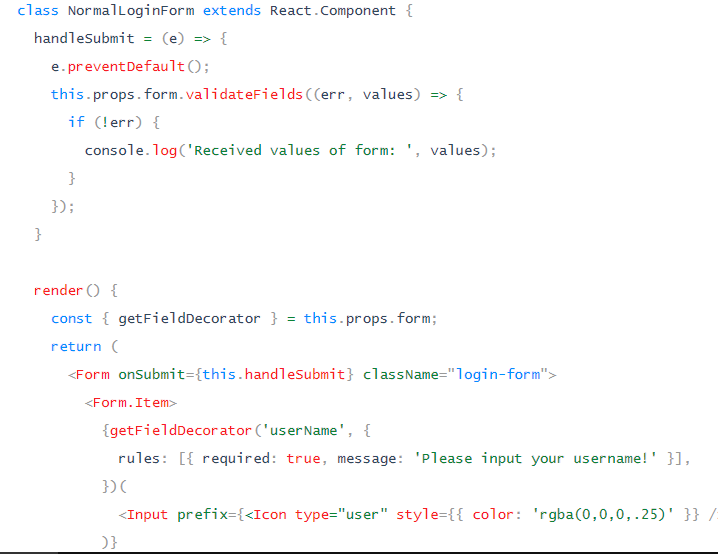 class NormalLoginForm extends React.Component {
  handleSubmit = (e) => {
    e.preventDefault();
    this.props.form.validateFields((err, values) => {
      if (!err) {
        console.log('Received values of form: ', values);
      }
    });
  }

  render() {
    const { getFieldDecorator } = this.props.form;
    return (
      <Form onSubmit={this.handleSubmit} className="login-form">
        <Form.Item>
          {getFieldDecorator('userName', {
            rules: [{ required: true, message: 'Please input your username!' }],
          })(
            <Input prefix={<Icon type="user" style={{ color: 'rgba(0,0,0,.25)' }} /
          )}